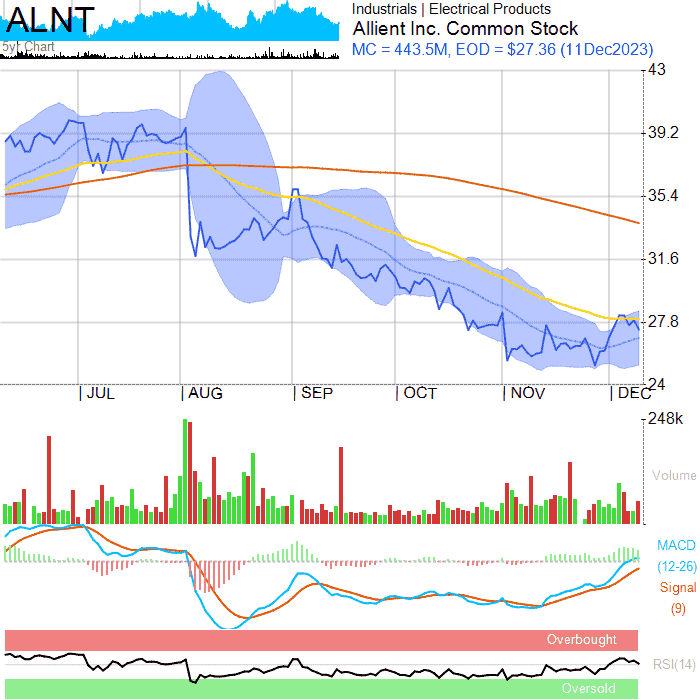 ALNT
5yr Chart
Industrials | Electrical Products
Allient Inc. Common Stock
MC = 443.5M, EOD = $27.36 (11Dec2023)
43
39.2
35.4
31.6
27.8
24
JUL AUG SEP OCT NOV DEC
248k
Volume
MACD
(12-26)
Signal
(9)
Overbought
RSI(14)
Oversold